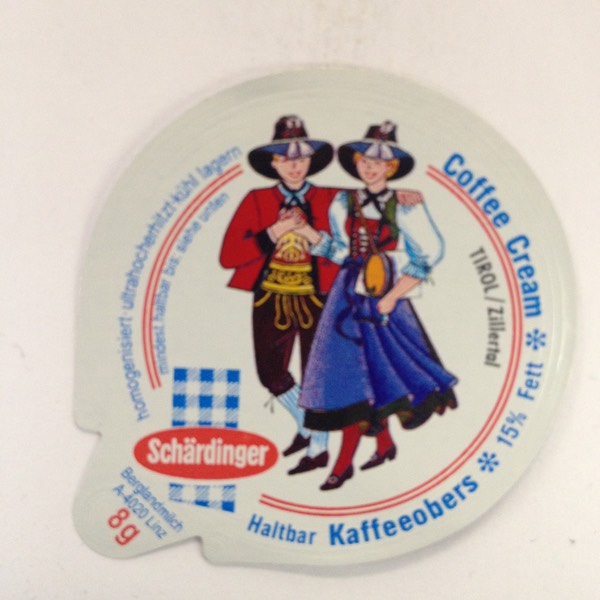 homogenisiert · ultrahocherhitzt · kühl lagern
mindest haltbar bis: siehe unten
Coffee Cream ✻ 15% Fett ✻ Haltbar Kaffeeobers
TIROL/Zillertal
Schärdinger
Berglandmilch
A-4020 Linz
8g